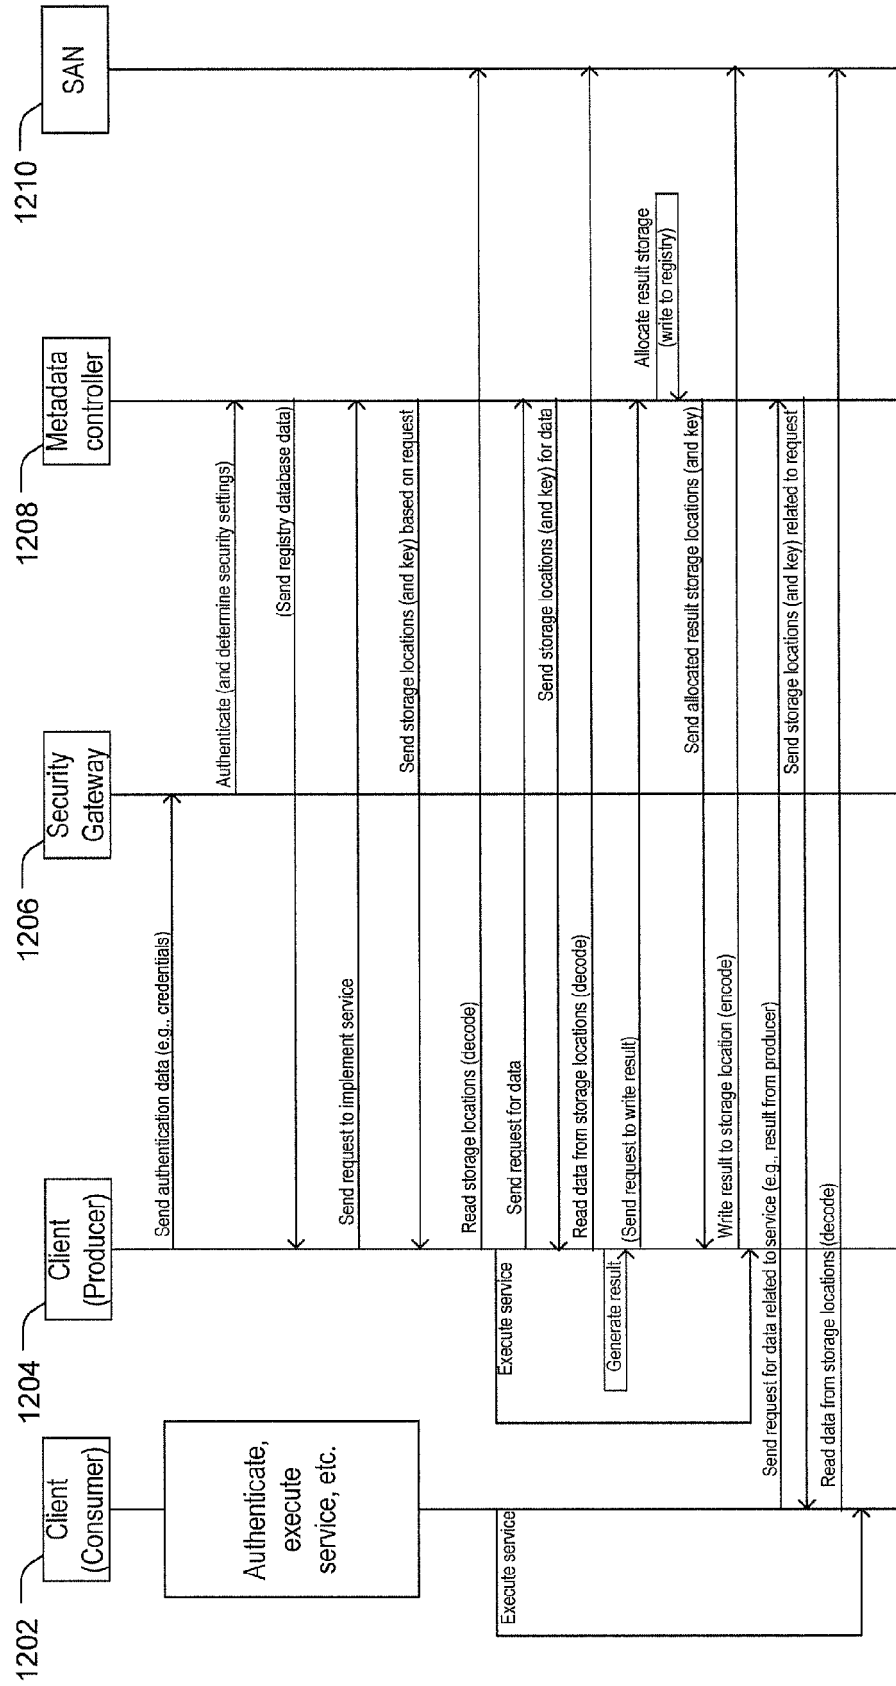 1202
Client
(Consumer)
1204
Client
(Producer)
1206
Security
Gateway
1208
Metadata
controller
1210
SAN
Authenticate,
execute
service, etc.
Send authentication data (e.g., credentials)
Authenticate (and determine security settings)
(Send registry database data)
Send request to implement service
Send storage locations (and key) based on request
Read storage locations (decode)
Execute service
Execute service
Send request for data
Send storage locations (and key) for data
Read data from storage locations (decode)
Generate result
(Send request to write result)
Allocate result storage
(write to registry)
Send allocated result storage locations (and key)
Write result to storage location (encode)
Send request for data related to service (e.g., result from producer)
Send storage locations (and key) related to request
Read data from storage locations (decode)